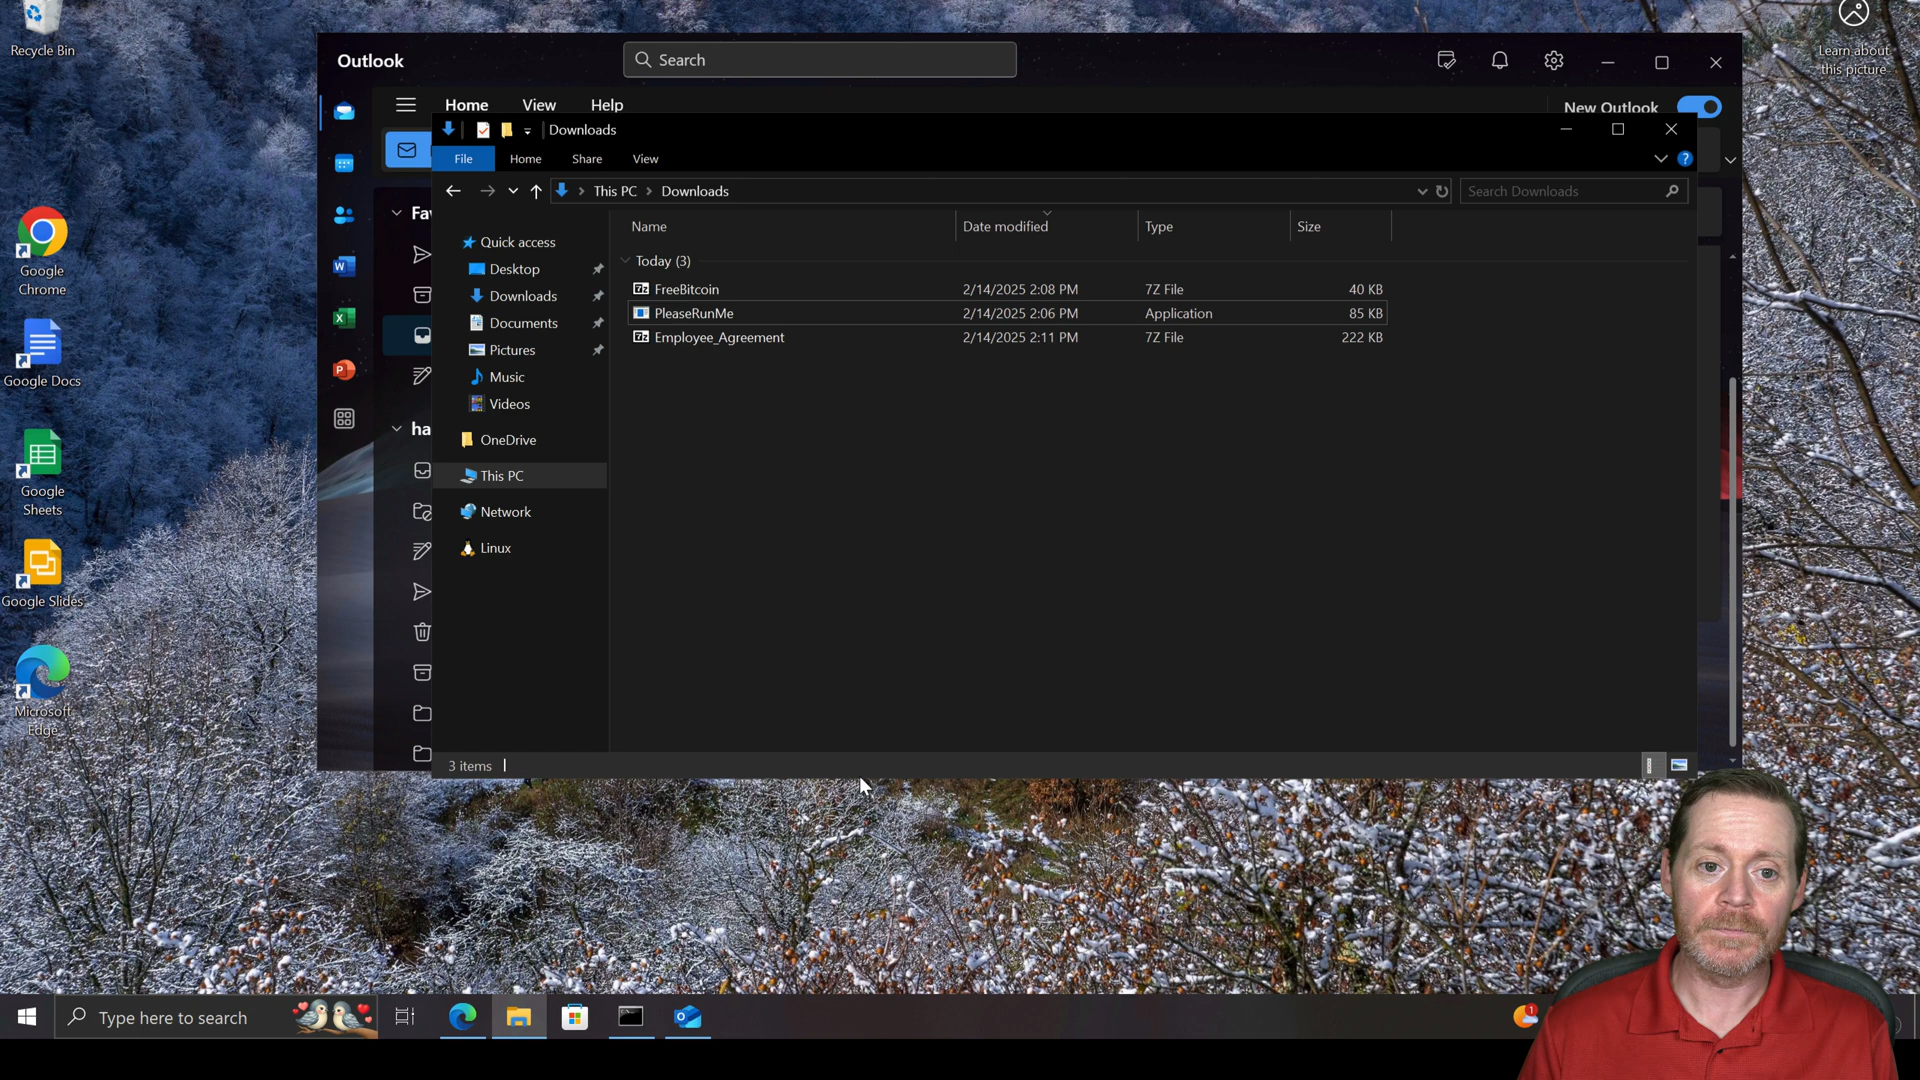 Recycle Bin
Learn about
this picture
Outlook
Search
Home View Help
New Outlook
Downloads
File Home Share View
This PC > Downloads
Search Downloads
Fav
Name Date modified Type Size
Quick access
Today (3)
Desktop
Downloads
Documents
Pictures
Music
Videos
OneDrive
This PC
Network
Linux
FreeBitcoin 2/14/2025 2:08 PM 7Z File 40 KB
PleaseRunMe 2/14/2025 2:06 PM Application 85 KB
Employee_Agreement 2/14/2025 2:11 PM 7Z File 222 KB
ha
3 items
Google
Chrome
Google Docs
Google
Sheets
Google Slides
Microsoft
Edge
Type here to search
1